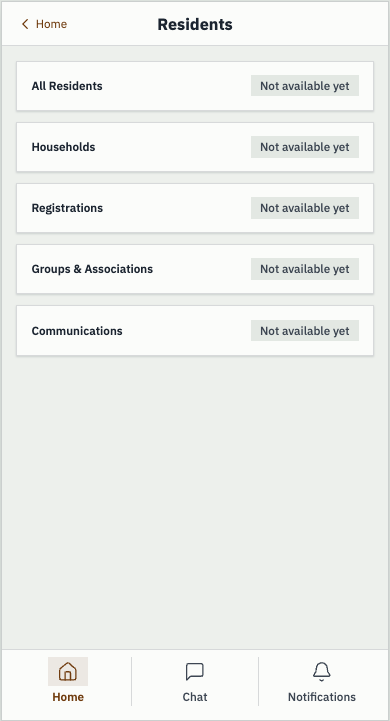 Home
Residents
All Residents
Not available yet
Households
Not available yet
Registrations
Not available yet
Groups & Associations
Not available yet
Communications
Not available yet
Home
Chat
Notifications